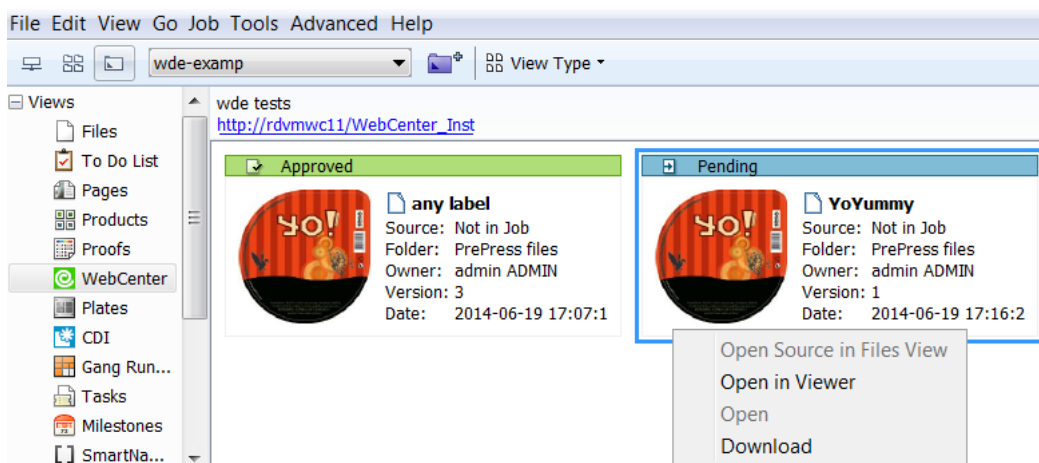 File Edit View Go Job Tools Advanced Help
wde-examp
View Type
Views
Files
To Do List
Pages
Products
Proofs
WebCenter
Plates
CDI
Gang Run...
Tasks
Milestones
SmartNa...
wde tests
http://rdvmwc11/WebCenter_Inst
Approved
YO!
any label
Source: Not in Job
Folder: PrePress files
Owner: admin ADMIN
Version: 3
Date: 2014-06-19 17:07:1
Pending
YO!
YoYummy
Source: Not in Job
Folder: PrePress files
Owner: admin ADMIN
Version: 1
Date: 2014-06-19 17:16:2
Open Source in Files View
Open in Viewer
Open
Download